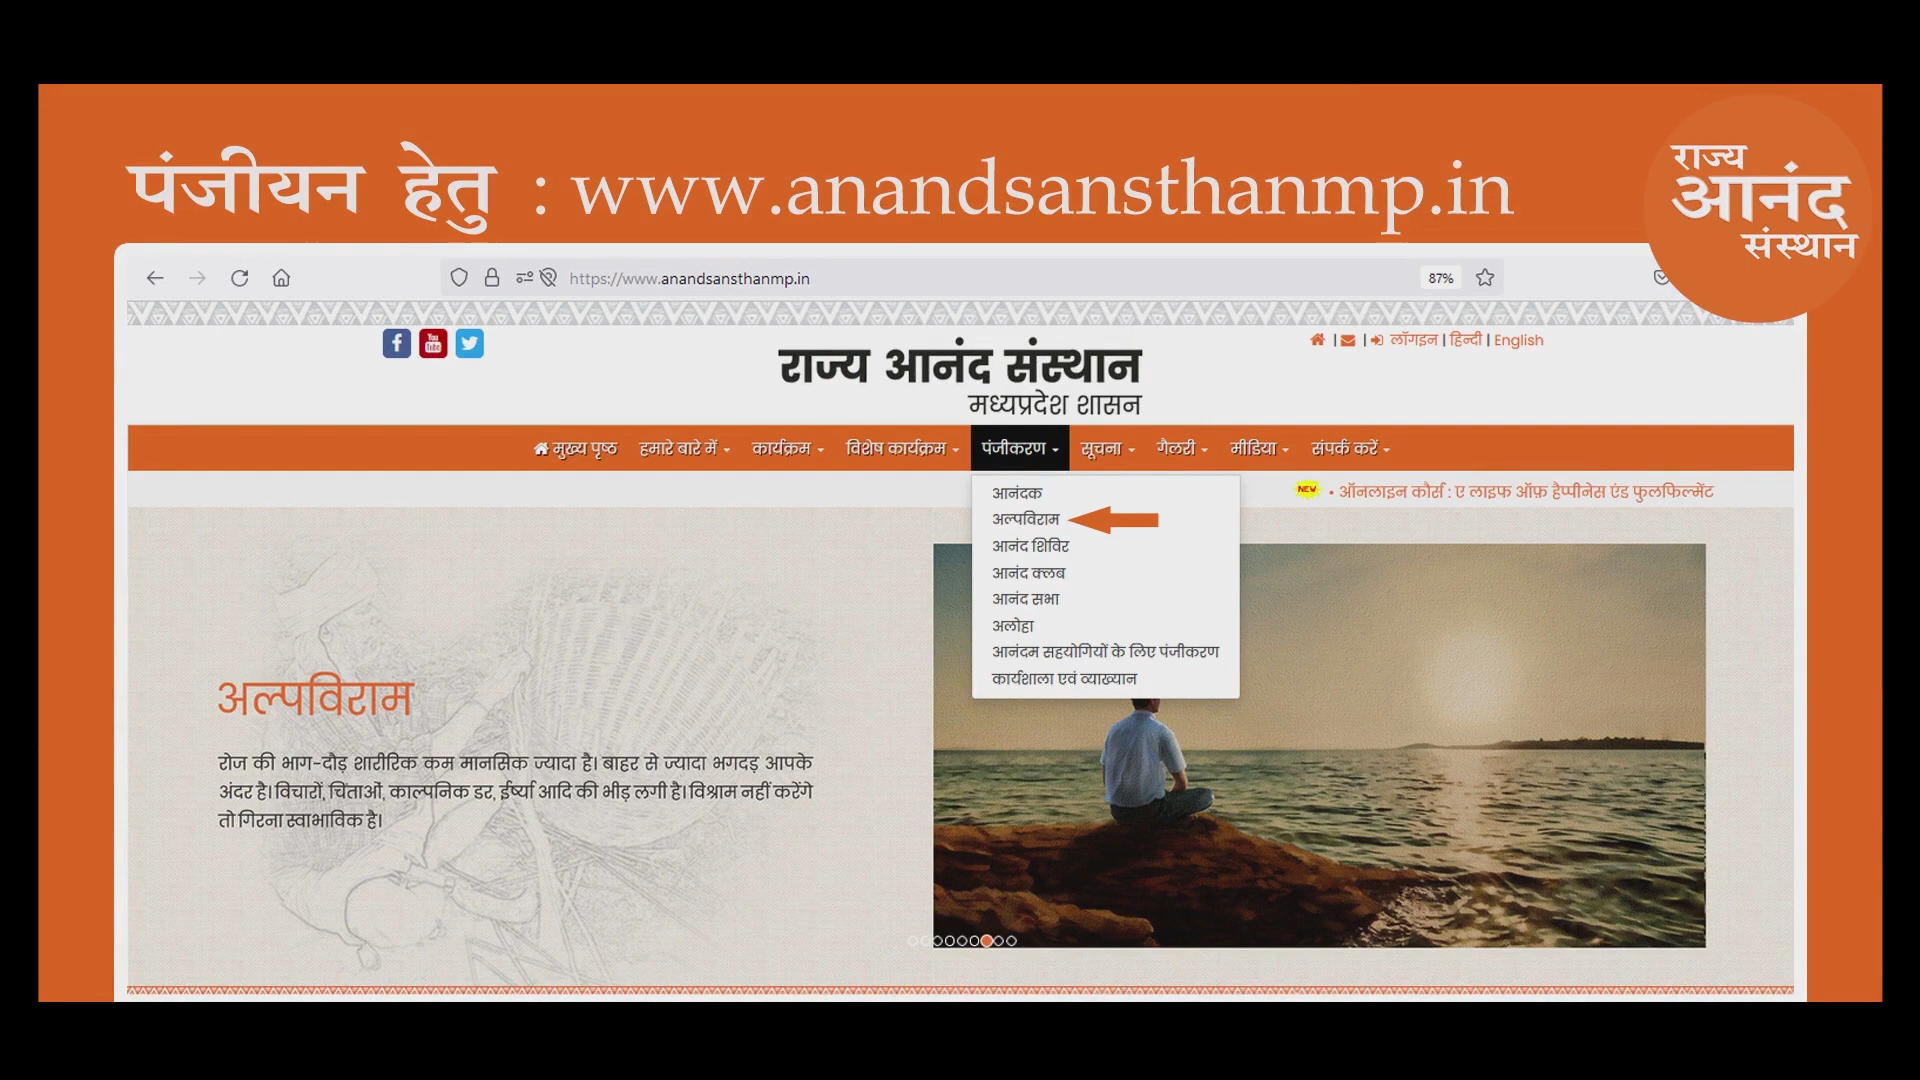 पंजीयन हेतु : www.anandsansthanmp.in
राज्य
आनंद
संस्थान
https://www.anandsansthanmp.in
87%
| | लॉगइन | हिन्दी | English
राज्य आनंद संस्थान
मध्यप्रदेश शासन
मुख्य पृष्ठ हमारे बारे में कार्यक्रम विशेष कार्यक्रम पंजीकरण सूचना गैलरी मीडिया संपर्क करें
NEW • ऑनलाइन कौर्स : ए लाइफ ऑफ़ हैप्पीनेस एंड फुलफिल्मेंट
आनंदक
अल्पविराम
आनंद शिविर
आनंद क्लब
आनंद सभा
अलोहा
आनंदम सहयोगियों के लिए पंजीकरण
कार्यशाला एवं व्याख्यान
अल्पविराम
रोज की भाग-दौड़ शारीरिक कम मानसिक ज्यादा है। बाहर से ज्यादा भगदड़ आपके
अंदर है। विचारों, चिंताओं, काल्पनिक डर, ईर्ष्या आदि की भीड़ लगी है। विश्राम नहीं करेंगे
तो गिरना स्वाभाविक है।